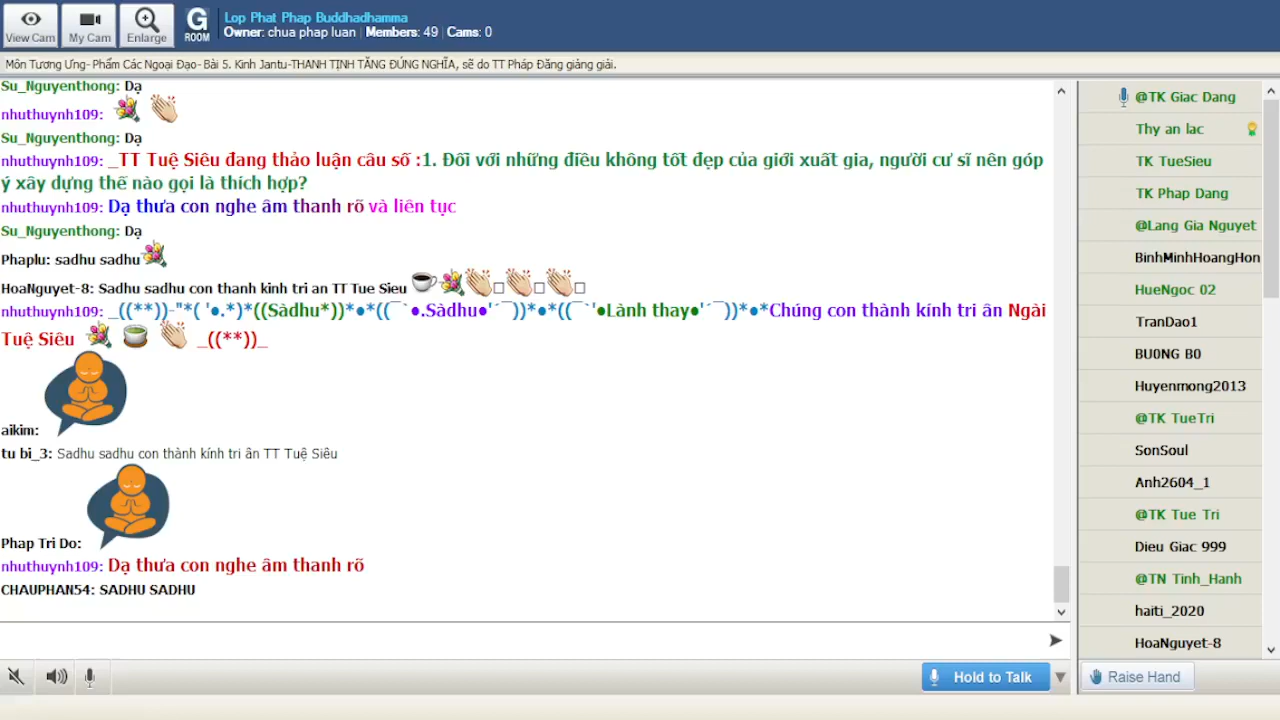 View Cam
My Cam
Enlarge
G ROOM
Lop Phat Phap Buddhadhamma
Owner: chua phap luan | Members: 49 | Cams: 0
Môn Tương Ưng- Phẩm Các Ngoại Đạo- Bài 5. Kinh Jantu-THANH TỊNH TĂNG ĐÚNG NGHĨA, sẽ do TT Pháp Đăng giảng giải.
Su_Nguyenthong: Dạ
nhuthuynh109:
Su_Nguyenthong: Dạ
nhuthuynh109: _TT Tuệ Siêu đang thảo luận câu số :1. Đối với những điều không tốt đẹp của giới xuất gia, người cư sĩ nên góp
ý xây dựng thế nào gọi là thích hợp?
nhuthuynh109: Dạ thưa con nghe âm thanh rõ và liên tục
Su_Nguyenthong: Dạ
Phaplu: sadhu sadhu
HoaNguyet-8: Sadhu sadhu con thanh kinh tri an TT Tue Sieu
nhuthuynh109: _((**))-"*( '●.*)*((Sàdhu*))*●*((¯`●.Sàdhu●'´¯))*●*((¯`'●Lành thay●'´¯))*●*Chúng con thành kính tri ân Ngài
Tuệ Siêu _((**))_
aikim:
tu bi_3: Sadhu sadhu con thành kính tri ân TT Tuệ Siêu
Phap Tri Do:
nhuthuynh109: Dạ thưa con nghe âm thanh rõ
CHAUPHAN54: SADHU SADHU
Hold to Talk
@TK Giac Dang
Thy an lac
TK TueSieu
TK Phap Dang
@Lang Gia Nguyet
BinhMinhHoangHon
HueNgoc 02
TranDao1
BU0NG B0
Huyenmong2013
@TK TueTri
SonSoul
Anh2604_1
@TK Tue Tri
Dieu Giac 999
@TN Tinh_Hanh
haiti_2020
HoaNguyet-8
Raise Hand